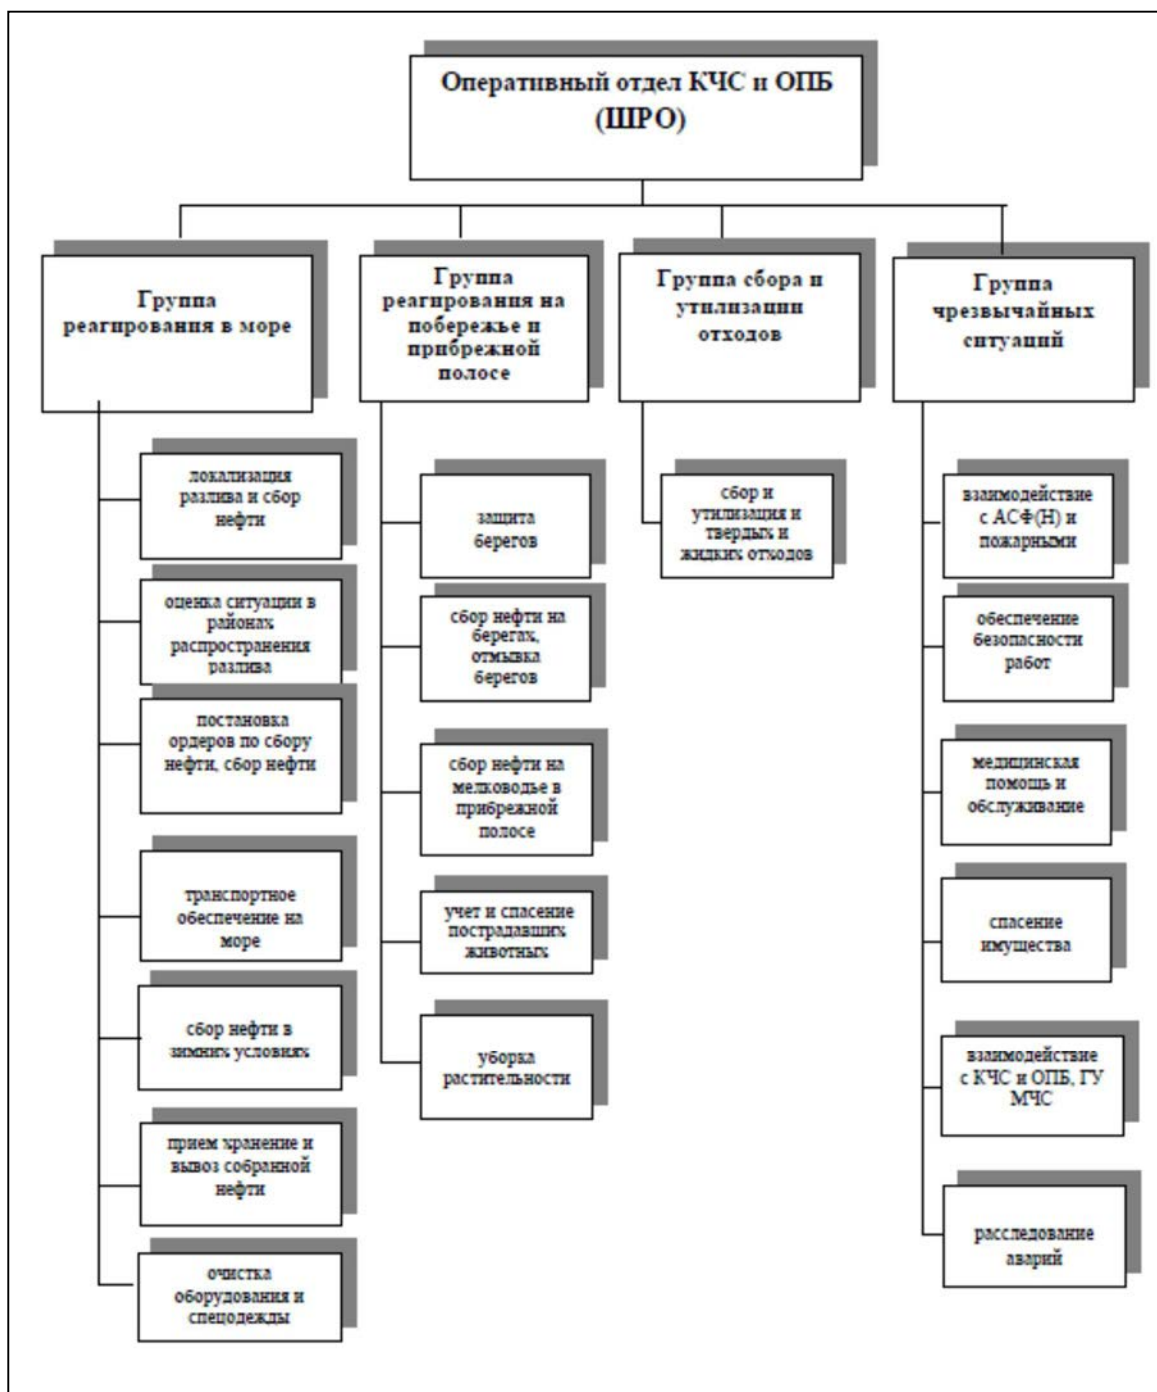 Оперативный отдел КЧС и ОПБ
(ШРО)
Группа
реагирования в море
локализация
разлива и сбор
нефти
оценка ситуации в
районах
распространения
разлива
постановка
ордеров по сбору
нефти, сбор нефти
транспортное
обеспечение на
море
сбор нефти в
зимних условиях
прием хранение и
вывоз собранной
нефти
очистка
оборудования и
спецодежды
Группа
реагирования на
побережье и
прибрежной
полосе
защита
берегов
сбор нефти на
берегах,
отмывка
берегов
сбор нефти на
мелководье в
прибрежной
полосе
учет и спасение
пострадавших
животных
уборка
растительности
Группа сбора и
утилизации
отходов
сбор и
утилизация и
твердых и
жидких отходов
Группа
чрезвычайных
ситуаций
взаимодействие
с АСФ(Н) и
пожарными
обеспечение
безопасности
работ
медицинская
помощь и
обслуживание
спасение
имущества
взаимодействие
с КЧС и ОПБ, ГУ
МЧС
расследование
аварий